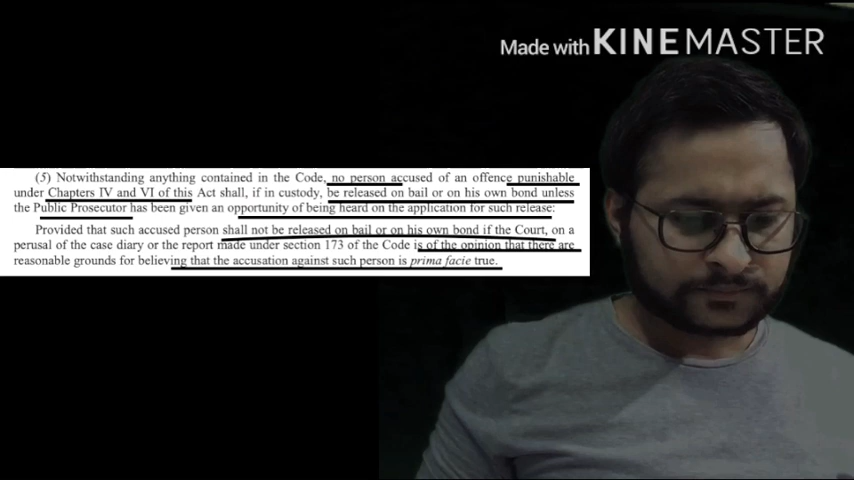 Made with KINEMASTER
(5) Notwithstanding anything contained in the Code, no person accused of an offence punishable
under Chapters IV and VI of this Act shall, if in custody, be released on bail or on his own bond unless
the Public Prosecutor has been given an opportunity of being heard on the application for such release:
Provided that such accused person shall not be released on bail or on his own bond if the Court, on a
perusal of the case diary or the report made under section 173 of the Code is of the opinion that there are
reasonable grounds for believing that the accusation against such person is prima facie true.